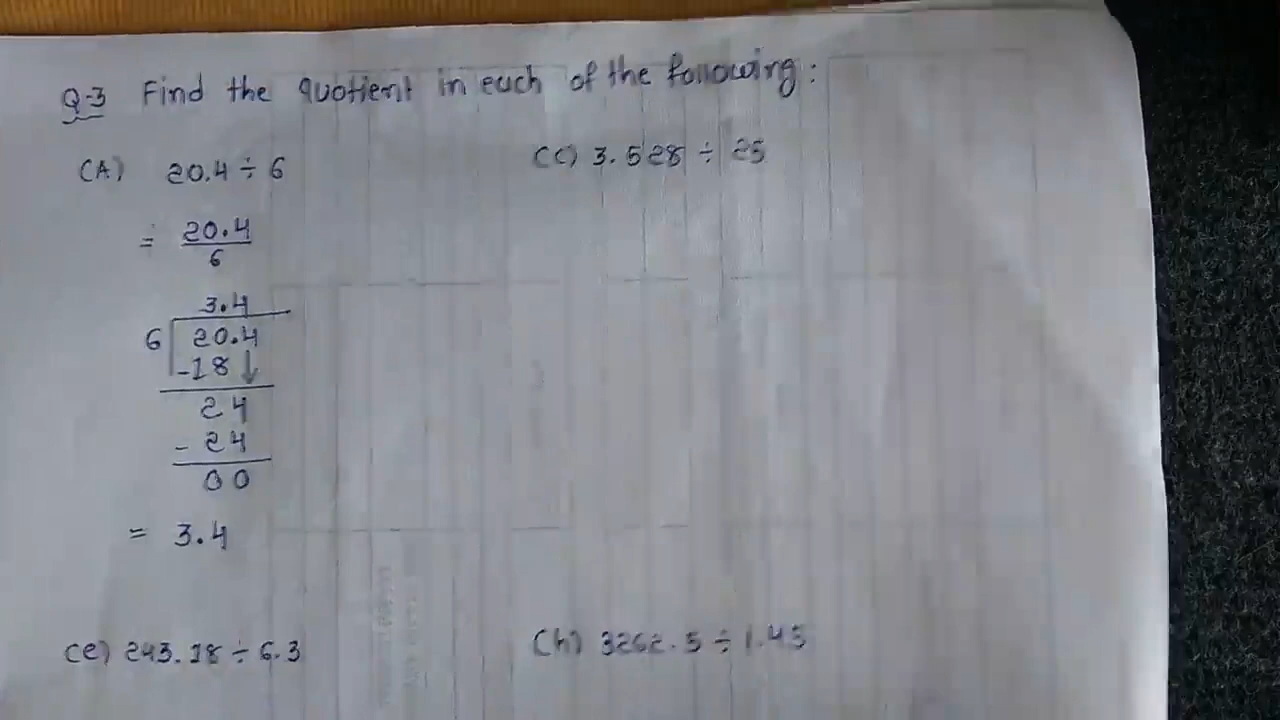 Q-3 Find the quotient in each of the following:
(A) 20.4 ÷ 6
= 20.4
6
3.4
6 20.4
-18↓
24
- 24
00
= 3.4
(C) 3.528 ÷ 25
(e) 243.18 ÷ 6.3
(h) 3262.5 ÷ 1.45